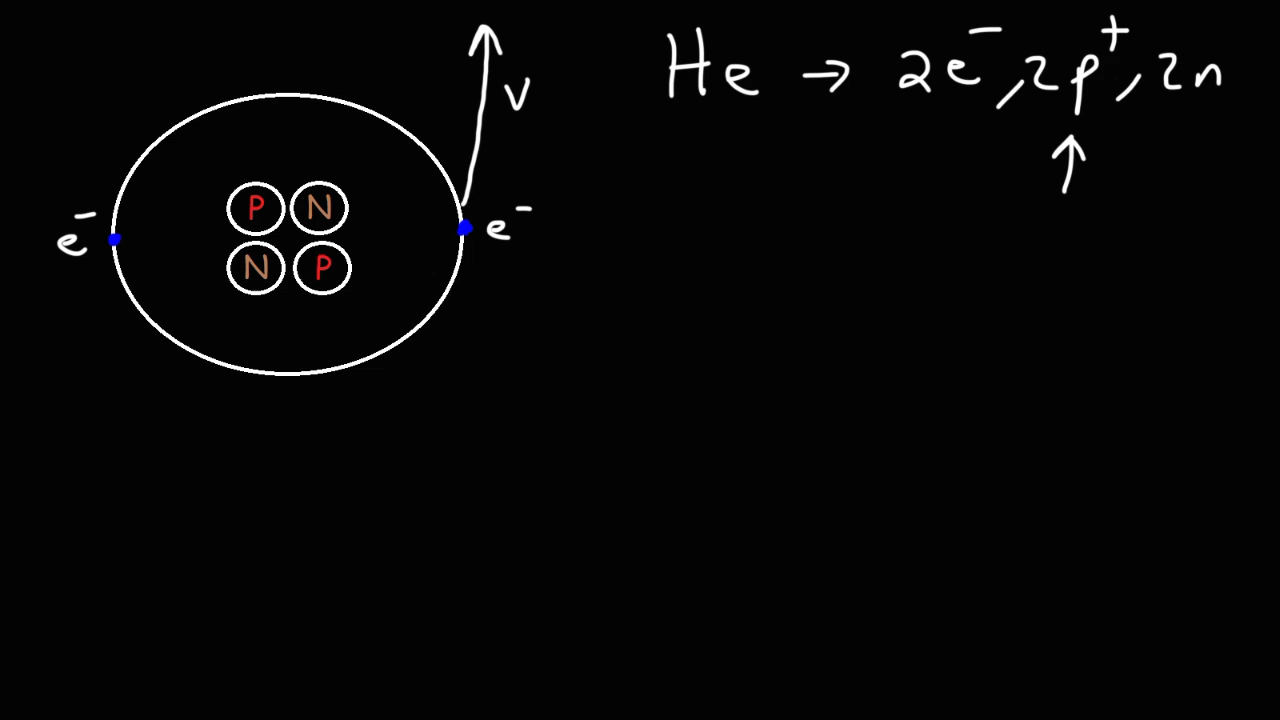 He → 2e⁻, 2p⁺, 2n
v
P N
e⁻ e⁻
N P